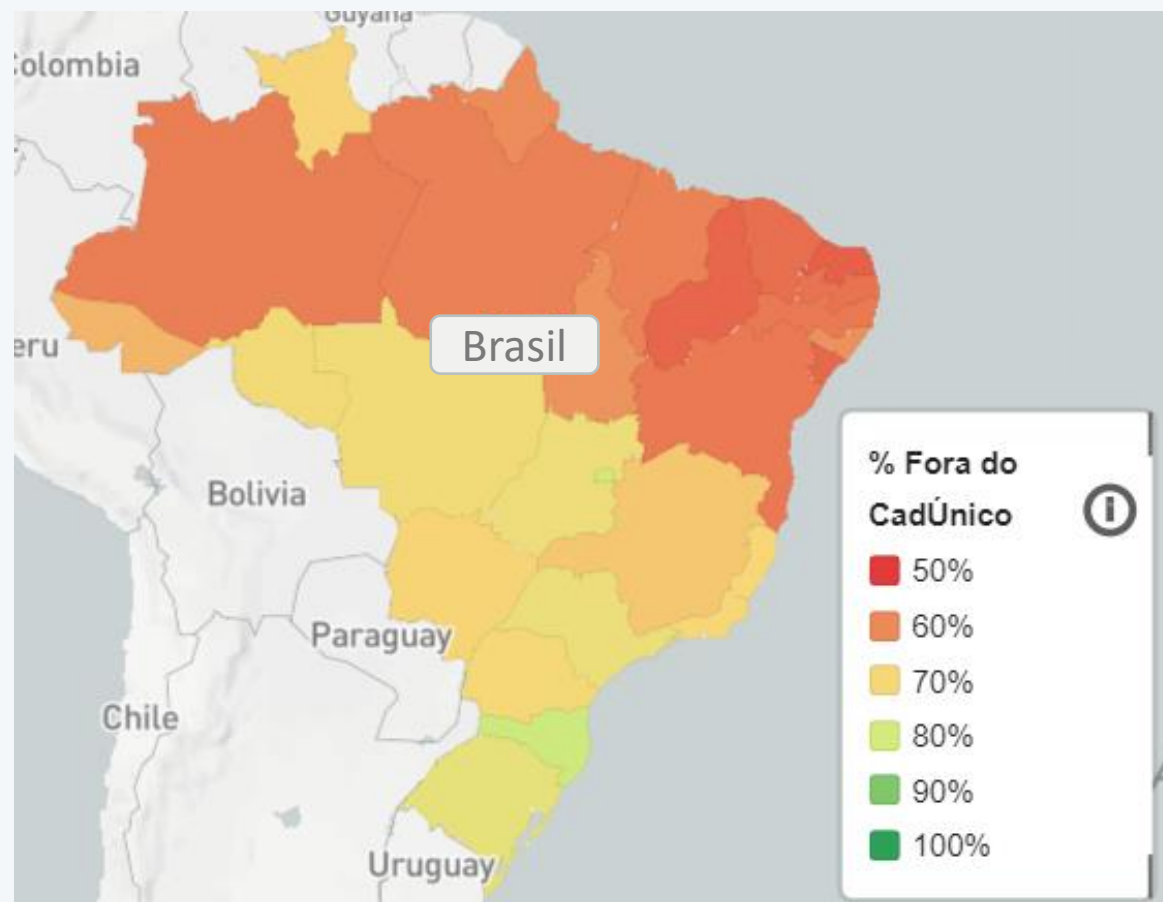 Guyana
Colombia
Brasil
eru
Bolivia
Paraguay
Chile
Uruguay
% Fora do
CadÚnico
50%
60%
70%
80%
90%
100%